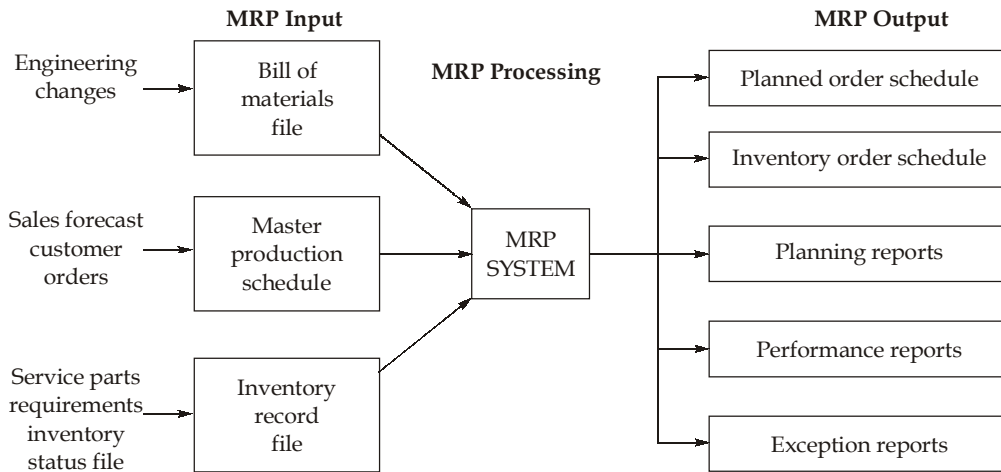 MRP Input
MRP Output
MRP Processing
Engineering
changes
Bill of
materials
file
Sales forecast
customer
orders
Master
production
schedule
Service parts
requirements
inventory
status file
Inventory
record
file
MRP
SYSTEM
Planned order schedule
Inventory order schedule
Planning reports
Performance reports
Exception reports